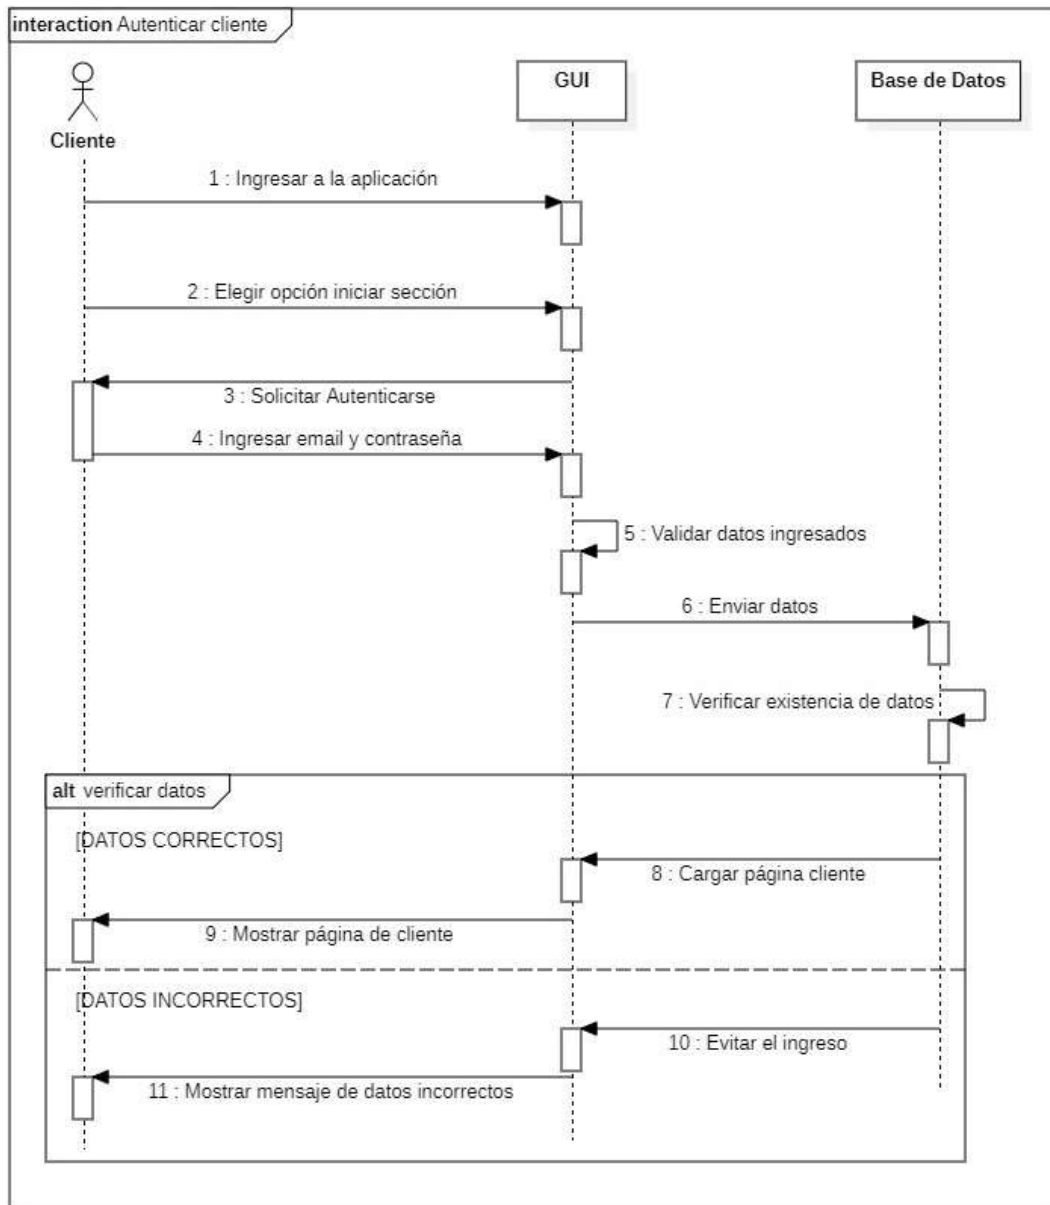 interaction Autenticar cliente
GUI
Base de Datos
Cliente
1 : Ingresar a la aplicación
2 : Elegir opción iniciar sección
3 : Solicitar Autenticarse
4 : Ingresar email y contraseña
5 : Validar datos ingresados
6 : Enviar datos
7 : Verificar existencia de datos
alt verificar datos
[DATOS CORRECTOS]
8 : Cargar página cliente
9 : Mostrar página de cliente
[DATOS INCORRECTOS]
10 : Evitar el ingreso
11 : Mostrar mensaje de datos incorrectos